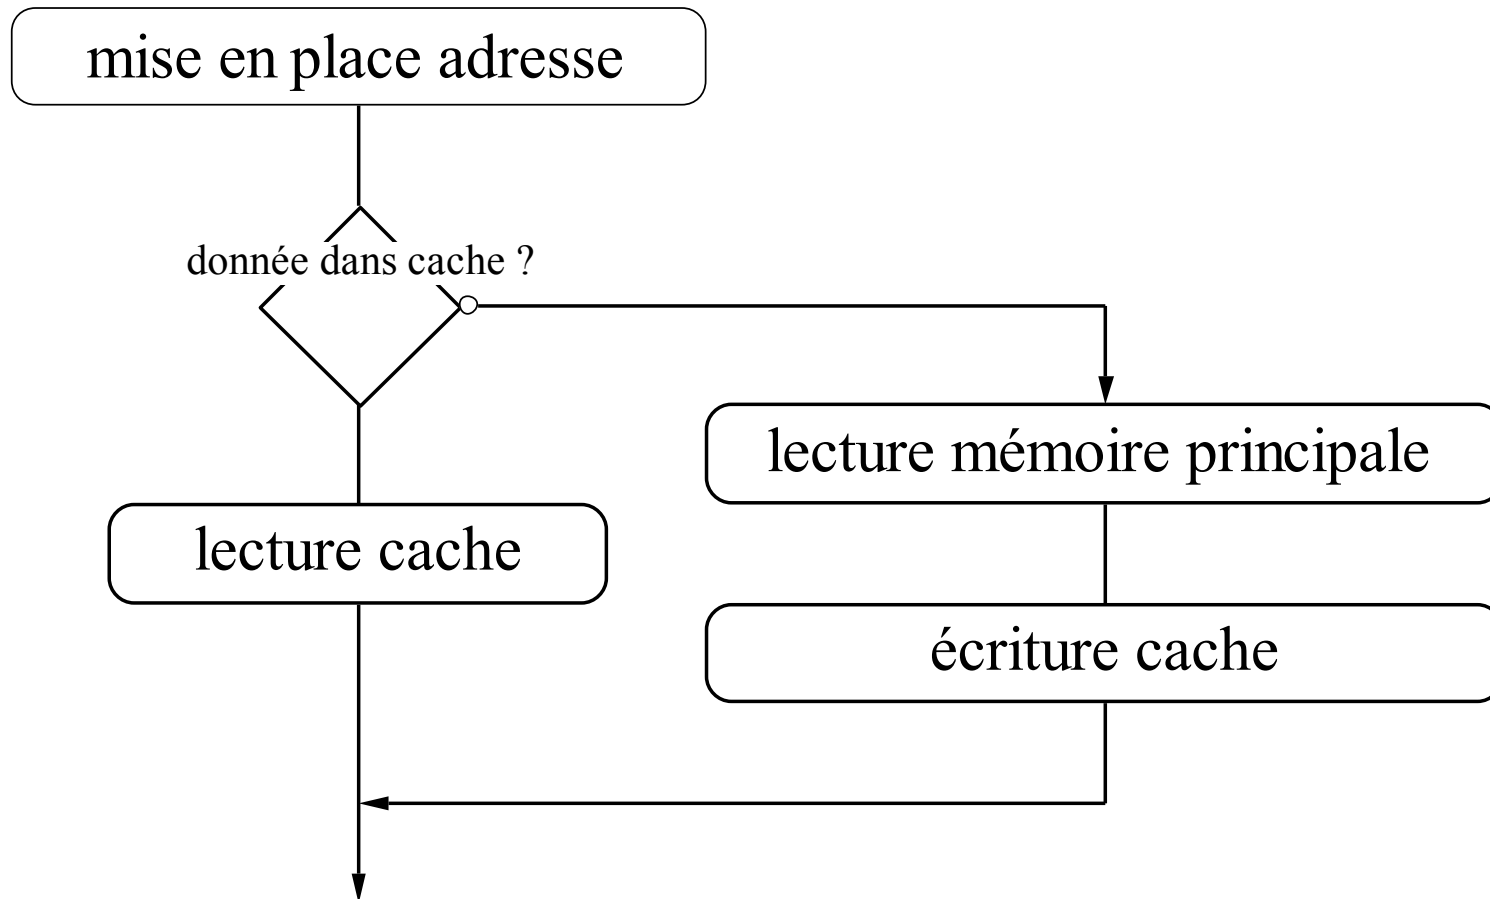 mise en place adresse
donnée dans cache ?
lecture mémoire principale
lecture cache
écriture cache